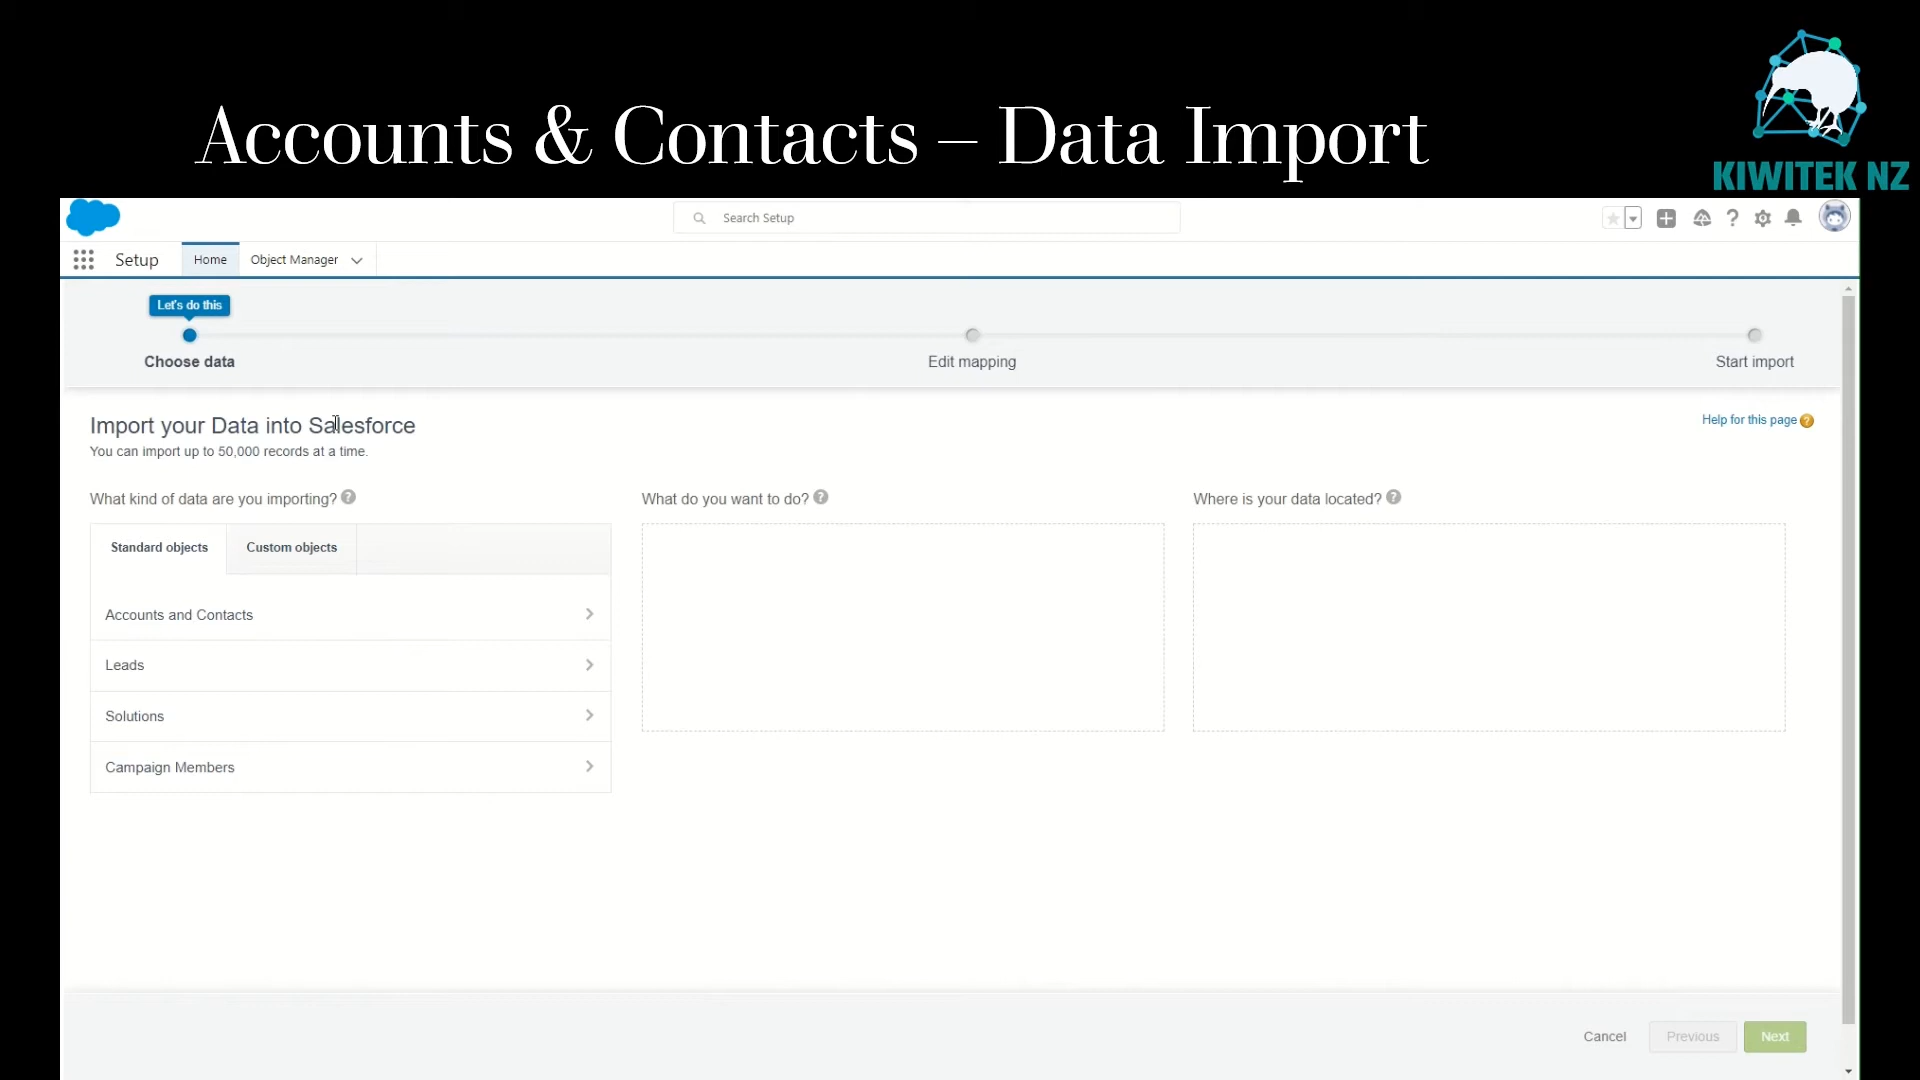 Accounts & Contacts – Data Import
KIWITEK NZ
Search Setup
Setup
Home
Object Manager
Let's do this
Choose data
Edit mapping
Start import
Import your Data into Salesforce
Help for this page
You can import up to 50,000 records at a time.
What kind of data are you importing?
What do you want to do?
Where is your data located?
Standard objects
Custom objects
Accounts and Contacts
Leads
Solutions
Campaign Members
Cancel
Previous
Next